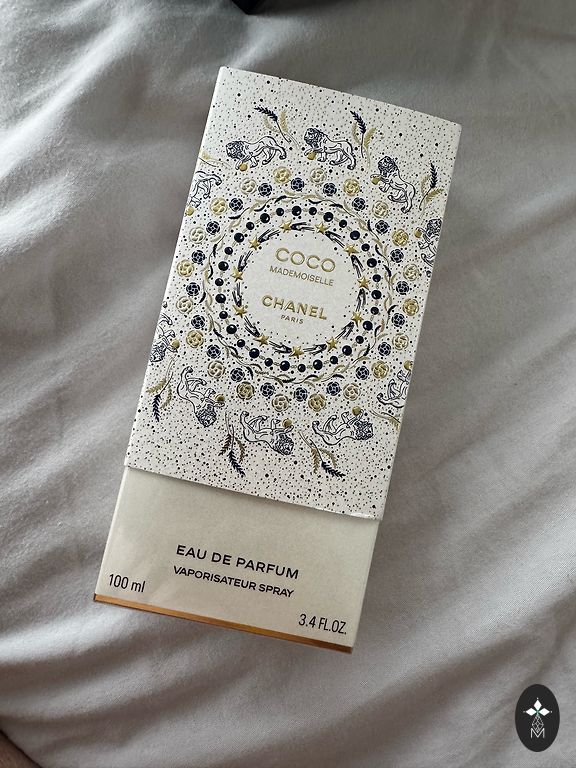 COCO
MADEMOISELLE
CHANEL
PARIS
EAU DE PARFUM
VAPORISATEUR SPRAY
100 ml
3.4 FL.OZ.
M